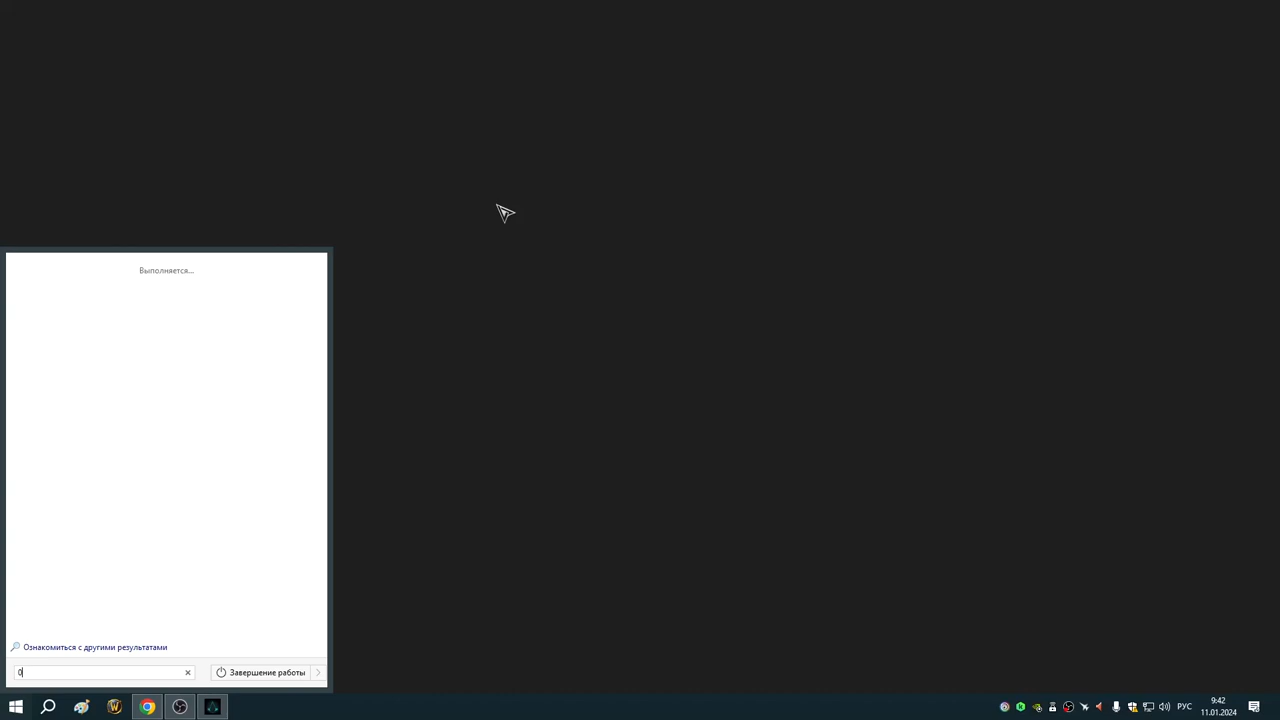 Выполняется...
Ознакомиться с другими результатами
0
Завершение работы
РУС
9:42
11.01.2024